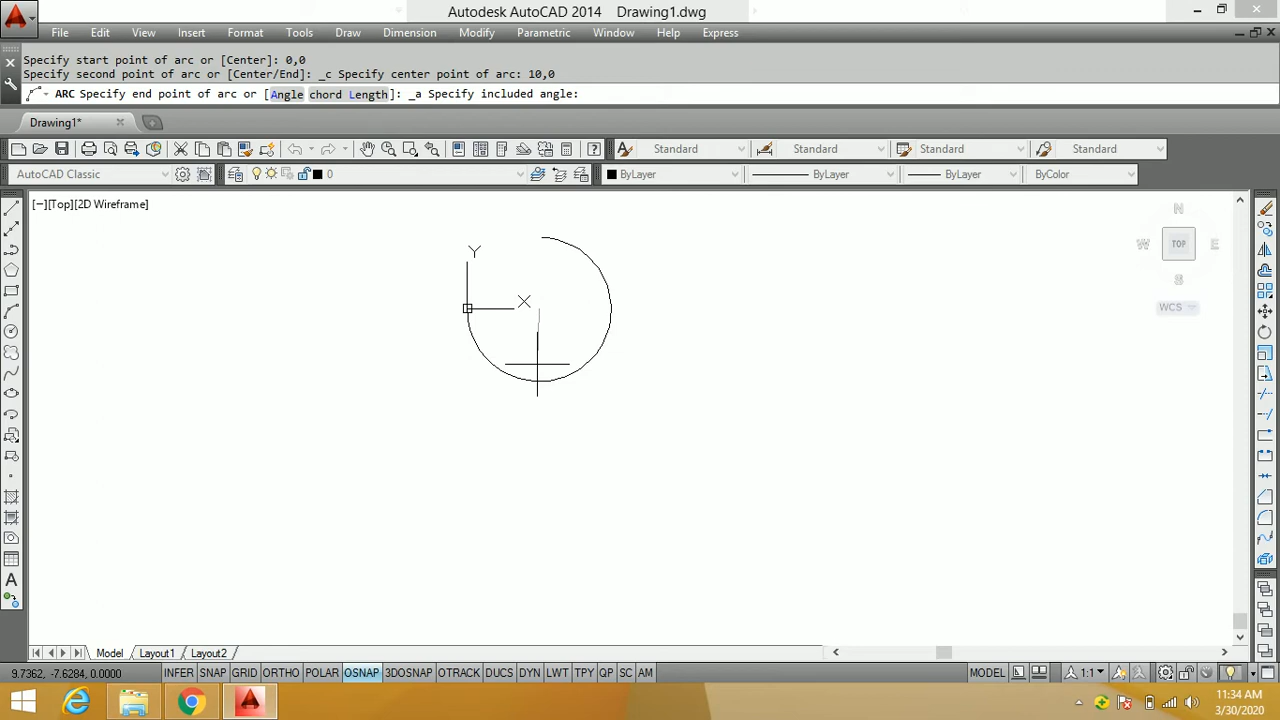 Autodesk AutoCAD 2014 Drawing1.dwg
File Edit View Insert Format Tools Draw Dimension Modify Parametric Window Help Express
Specify start point of arc or [Center]: 0,0
Specify second point of arc or [Center/End]: _c Specify center point of arc: 10,0
ARC Specify end point of arc or [Angle chord Length]: _a Specify included angle:
Drawing1*
A Standard Standard Standard Standard
AutoCAD Classic 0 ByLayer ByLayer ByLayer ByColor
[−][Top][2D Wireframe]
N
W TOP E
S
WCS
Y
X
A
Model Layout1 Layout2
9.7362, -7.6284, 0.0000 INFER SNAP GRID ORTHO POLAR OSNAP 3DOSNAP OTRACK DUCS DYN LWT TPY QP SC AM MODEL 1:1
11:34 AM
3/30/2020